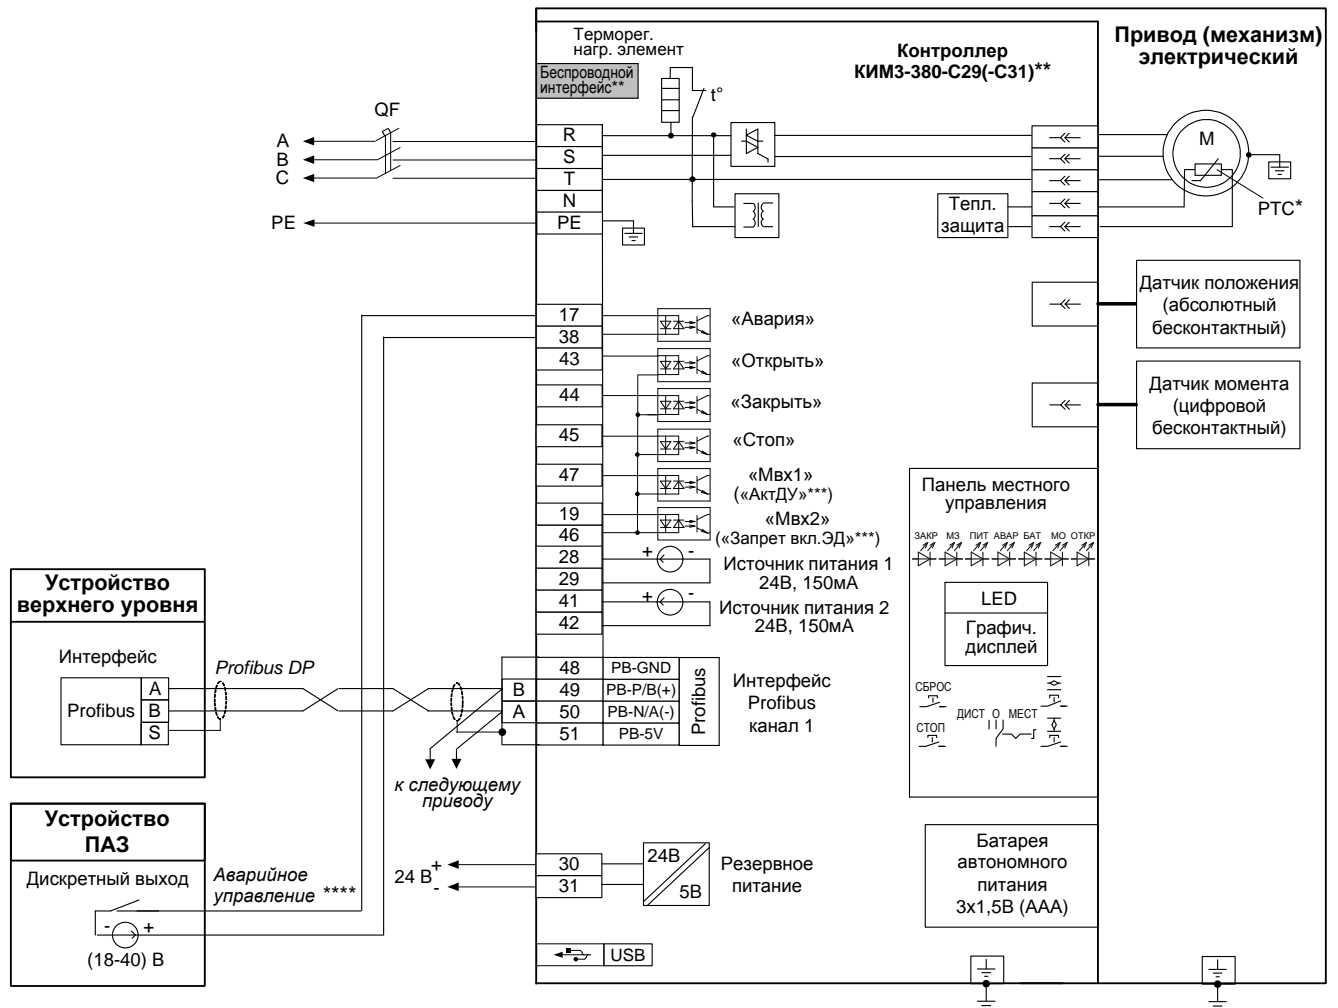 Терморег.
нагр. элемент
Беспроводной
интерфейс**
Контроллер
КИМ3-380-С29(-С31)**
Привод (механизм)
электрический
t°
QF
A
B
C
PE
R
S
T
N
PE
Тепл.
защита
M
PTC*
Датчик положения
(абсолютный
бесконтактный)
Датчик момента
(цифровой
бесконтактный)
17
38
43
44
45
47
19
46
28
29
41
42
«Авария»
«Открыть»
«Закрыть»
«Стоп»
«Мвх1»
(«АктДУ»***)
«Мвх2»
(«Запрет вкл.ЭД»***)
+ -
Источник питания 1
24В, 150мА
+ -
Источник питания 2
24В, 150мА
Панель местного
управления
ЗАКР МЗ ПИТ АВАР БАТ МО ОТКР
LED
Графич.
дисплей
СБРОС
СТОП
ДИСТ О МЕСТ
Устройство
верхнего уровня
Интерфейс
Profibus
A
B
S
Profibus DP
B
A
48 PB-GND
49 PB-P/B(+)
50 PB-N/A(-)
51 PB-5V
Profibus
Интерфейс
Profibus
канал 1
к следующему
приводу
Устройство
ПАЗ
Дискретный выход
- +
(18-40) В
Аварийное
управление ****
24 В
+
-
30
31
24В
5В
Резервное
питание
Батарея
автономного
питания
3х1,5В (ААА)
USB